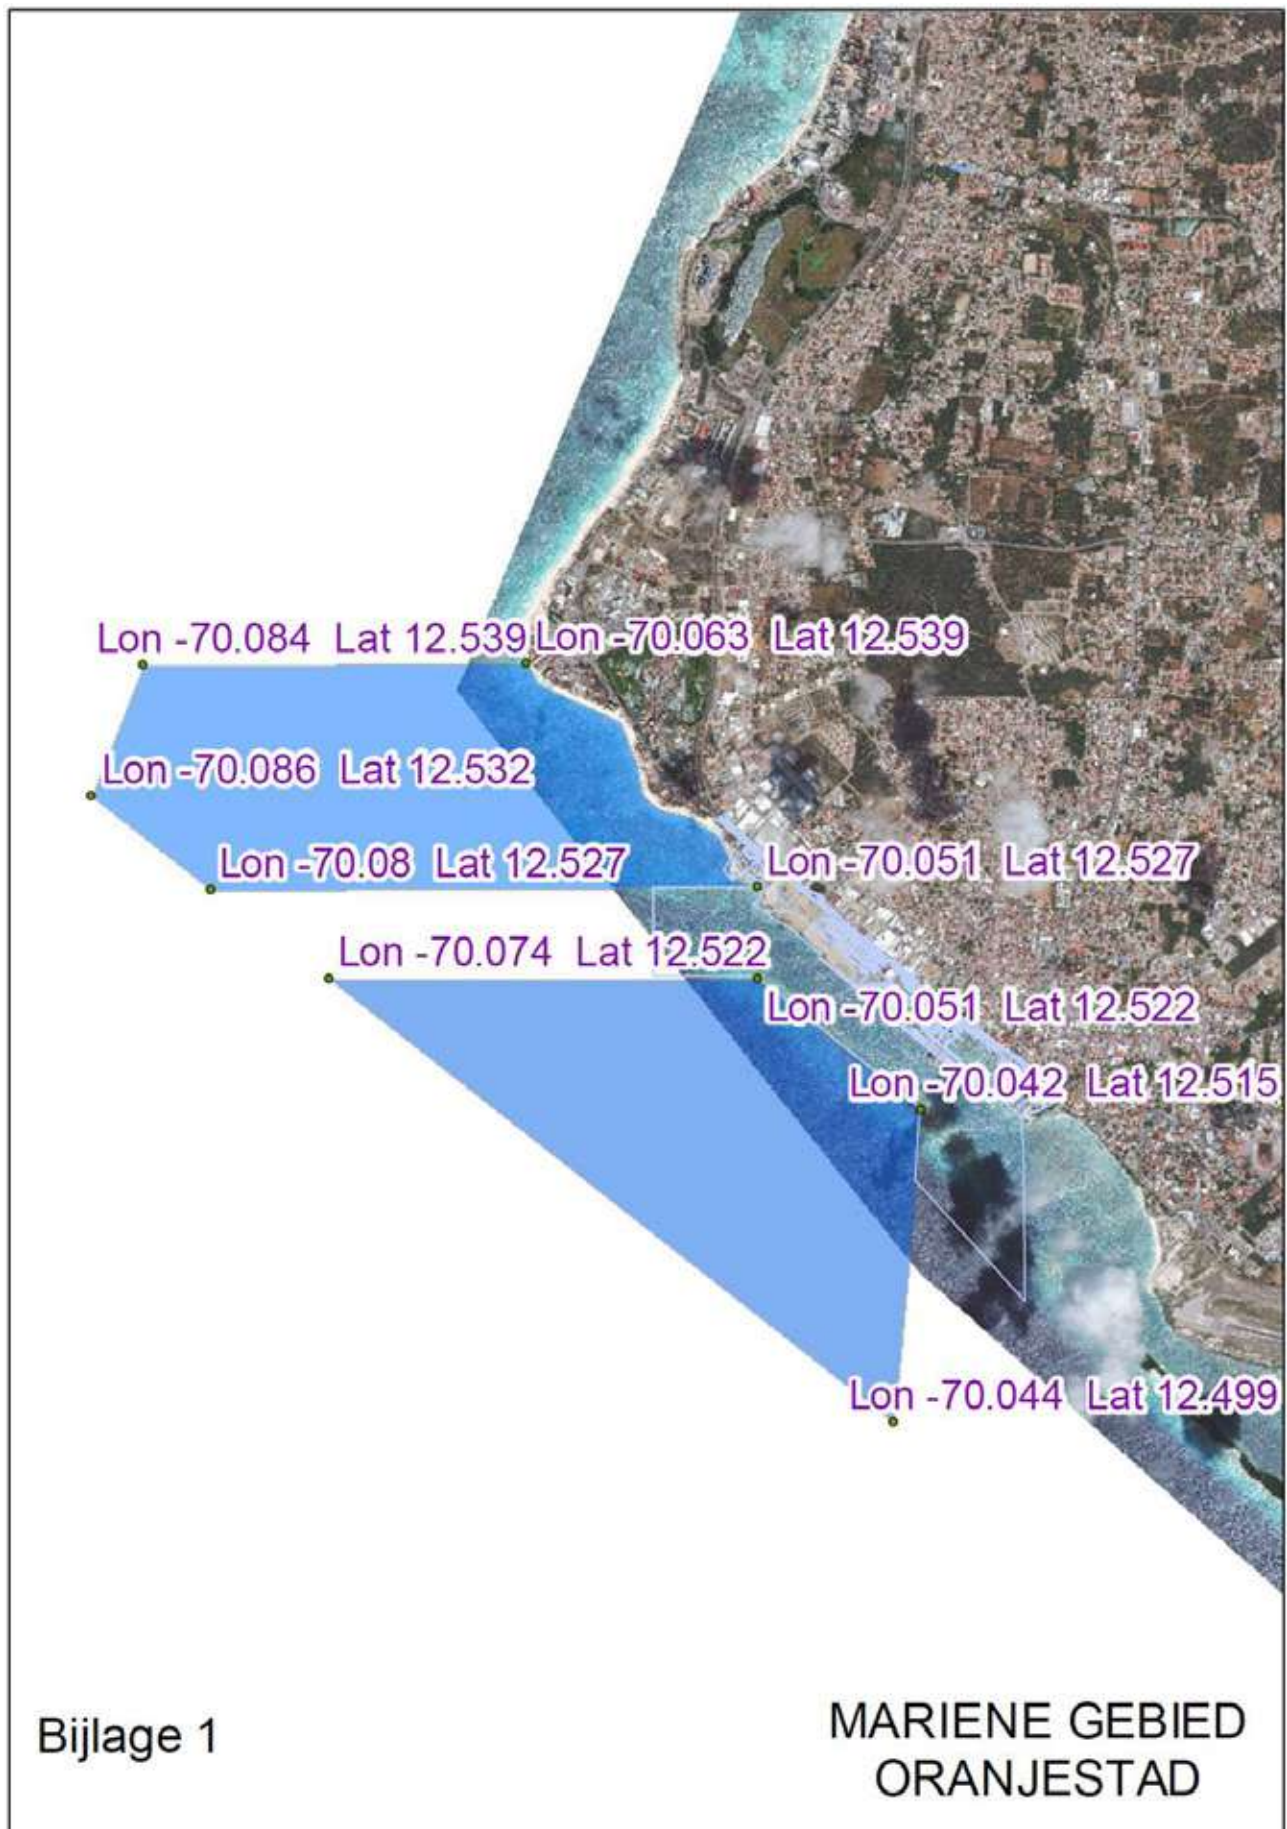 Lon -70.084 Lat 12.539
Lon -70.063 Lat 12.539
Lon -70.086 Lat 12.532
Lon -70.08 Lat 12.527
Lon -70.051 Lat 12.527
Lon -70.074 Lat 12.522
Lon -70.051 Lat 12.522
Lon -70.042 Lat 12.515
Lon -70.044 Lat 12.499
Bijlage 1
MARIENE GEBIED
ORANJESTAD